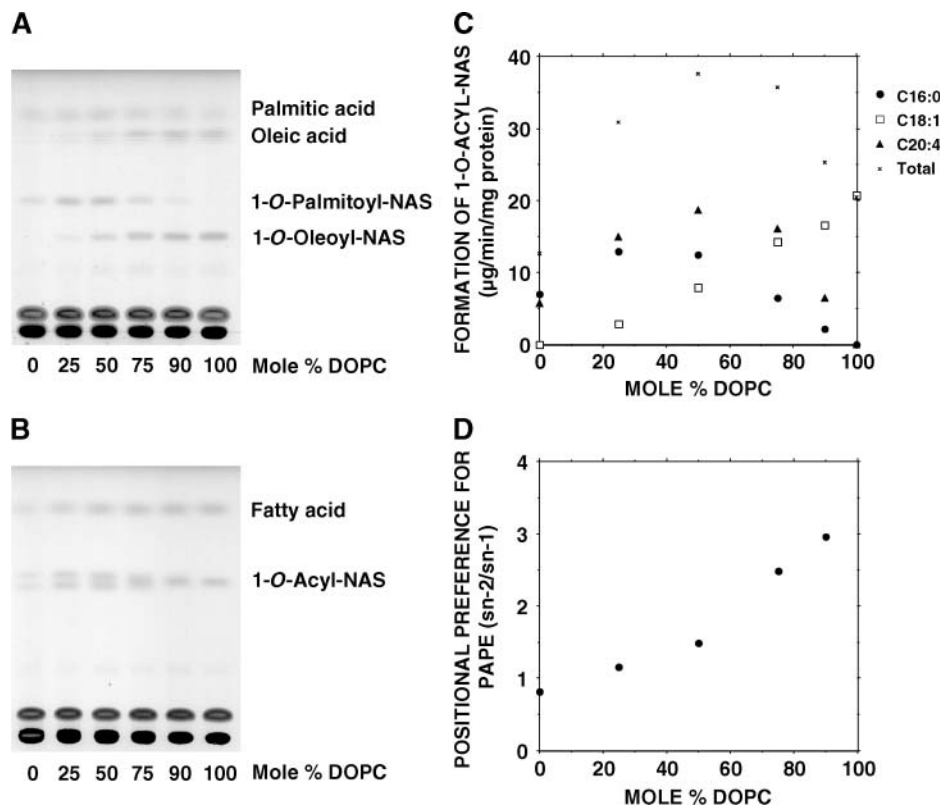 A
Palmitic acid
Oleic acid
1-O-Palmitoyl-NAS
1-O-Oleoyl-NAS
0 25 50 75 90 100 Mole % DOPC
B
Fatty acid
1-O-Acyl-NAS
0 25 50 75 90 100 Mole % DOPC
C
FORMATION OF 1-O-ACYL-NAS
(µg/min/mg protein)
40
30
20
10
0
0 20 40 60 80 100
MOLE % DOPC
C16:0
C18:1
C20:4
Total
D
POSITIONAL PREFERENCE FOR
PAPE (sn-2/sn-1)
4
3
2
1
0
0 20 40 60 80 100
MOLE % DOPC